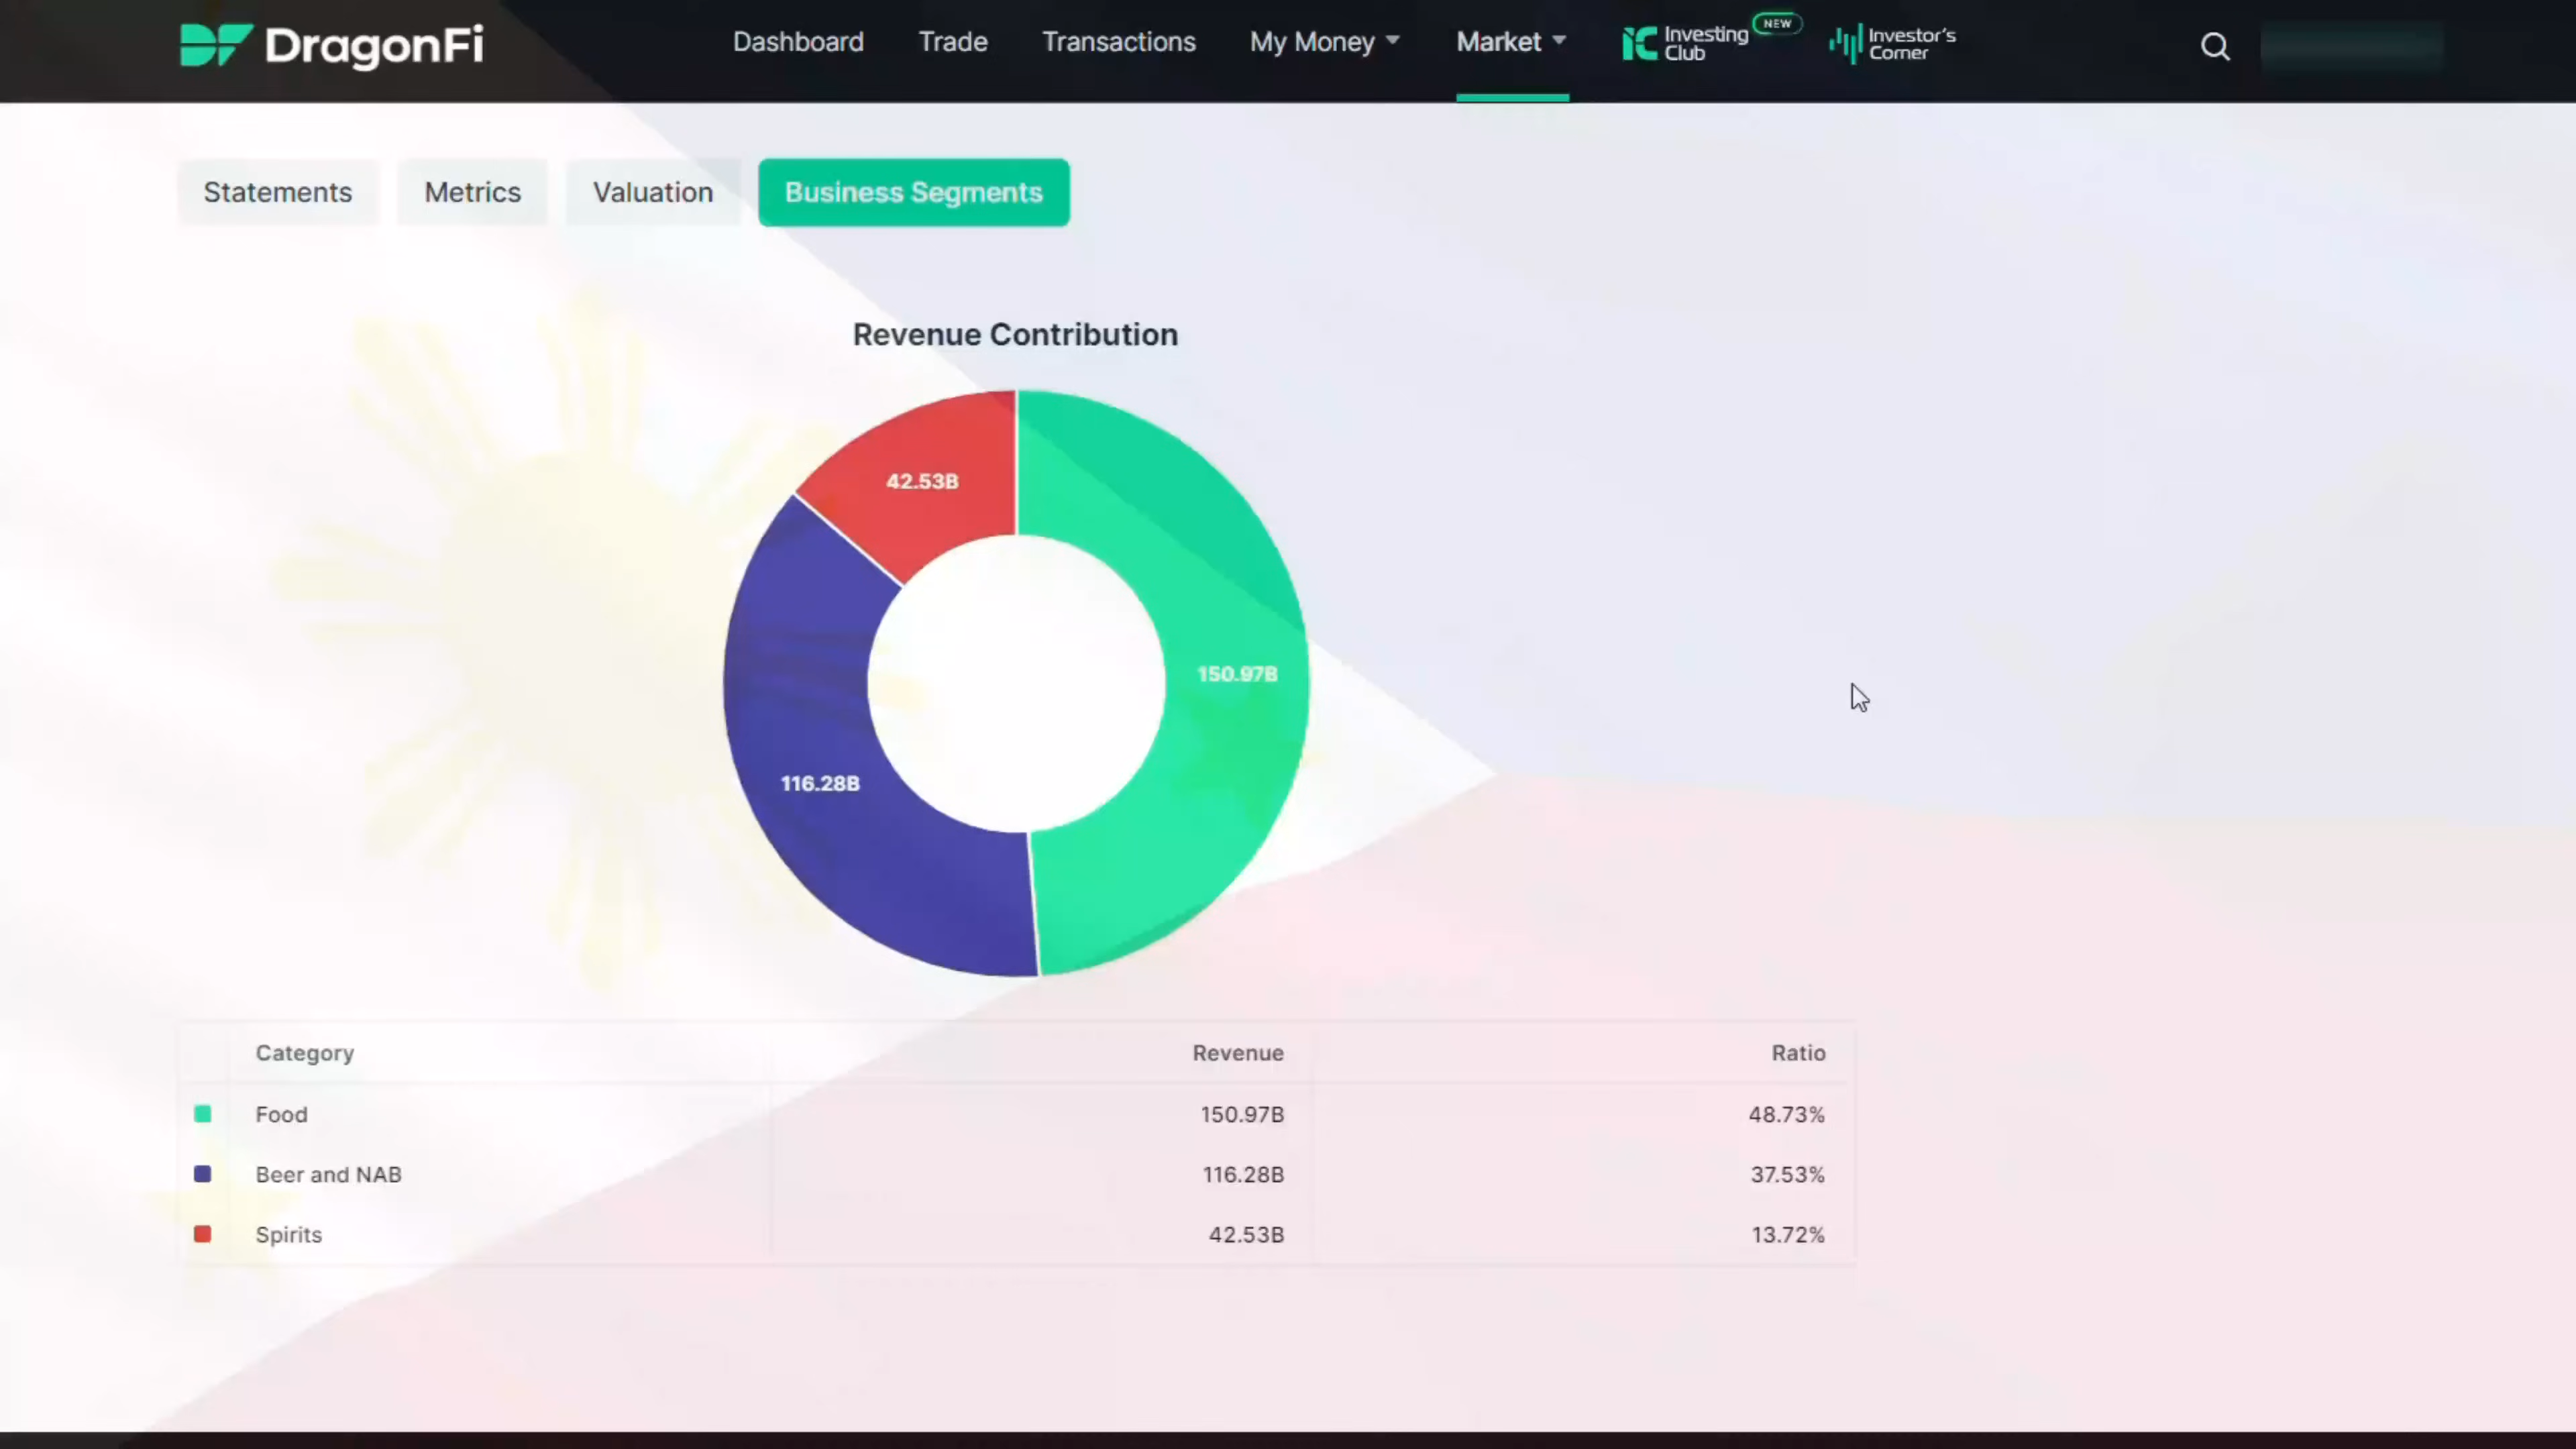 DragonFi
Dashboard
Trade
Transactions
My Money
Market
iC Investing Club
NEW
Investor's Corner
Statements
Metrics
Valuation
Business Segments
Revenue Contribution
42.53B
150.97B
116.28B
Category Revenue Ratio
Food 150.97B 48.73%
Beer and NAB 116.28B 37.53%
Spirits 42.53B 13.72%